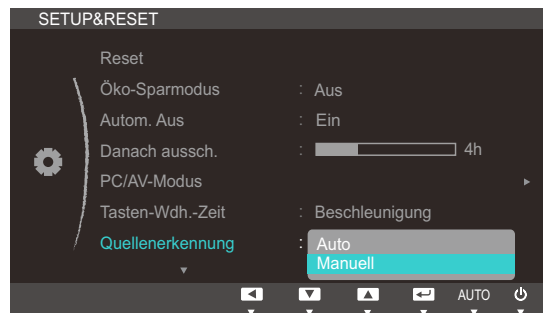 SETUP&RESET
Reset
Öko-Sparmodus : Aus
Autom. Aus : Ein
Danach aussch. : 4h
PC/AV-Modus
Tasten-Wdh.-Zeit : Beschleunigung
Quellenerkennung : Auto
Manuell
AUTO